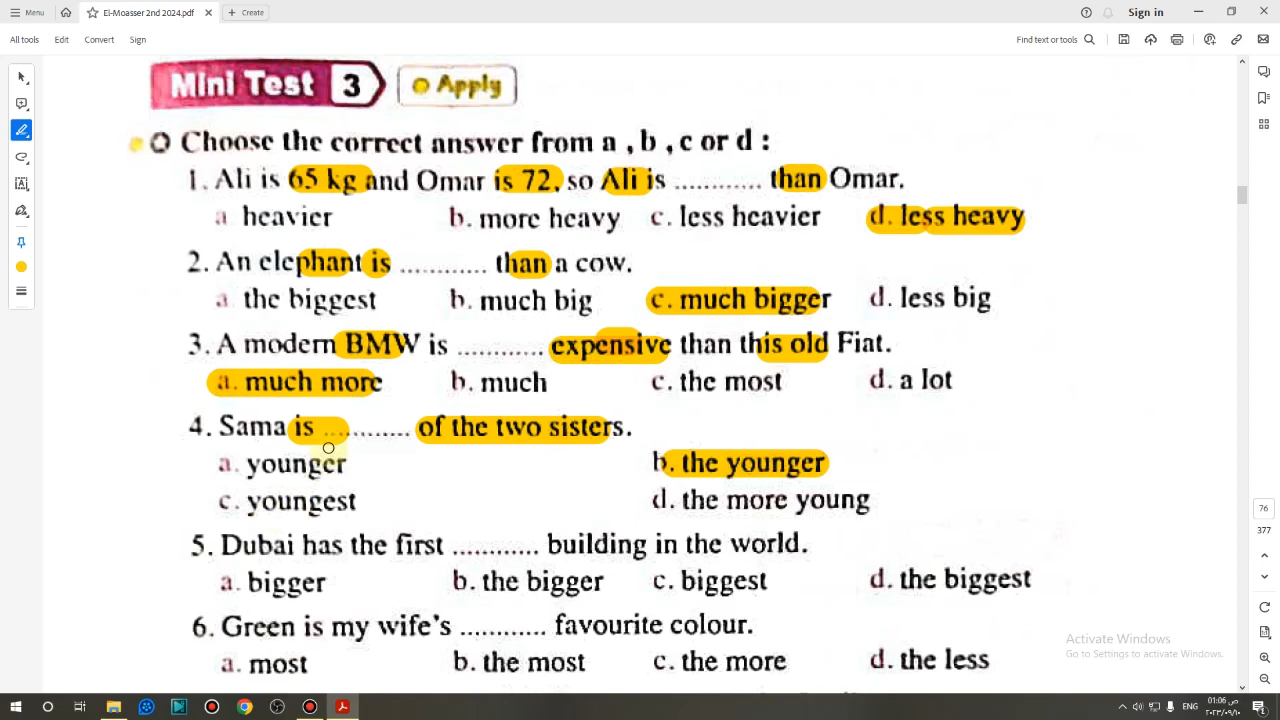 Menu
El-Moasser 2nd 2024.pdf
Create
Sign in
All tools Edit Convert Sign
Find text or tools
Mini Test 3 Apply
Choose the correct answer from a , b , c or d :
1. Ali is 65 kg and Omar is 72, so Ali is ............ than Omar.
a heavier b. more heavy c. less heavier d. less heavy
2. An elephant is ............ than a cow.
a. the biggest b. much big c. much bigger d. less big
3. A modern BMW is ............ expensive than this old Fiat.
a. much more b. much c. the most d. a lot
4. Sama is ............ of the two sisters.
a. younger b. the younger
c. youngest d. the more young
5. Dubai has the first ............ building in the world.
a. bigger b. the bigger c. biggest d. the biggest
6. Green is my wife's ............ favourite colour.
a. most b. the most c. the more d. the less
76
377
Activate Windows
Go to Settings to activate Windows.
ENG
01:06 ص